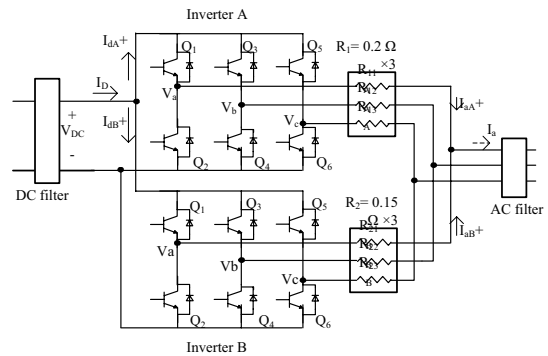 Inverter A
IdA+
Q1
Q3
Q5
R1= 0.2 Ω
×3
ID
Va
Vb
Vc
R11
R12
R13
A
IaA+
Ia
+
VDC
-
IdB+
DC filter
Q2
Q4
Q6
AC filter
Q1
Q3
Q5
R2= 0.15
Ω ×3
R21
R22
R23
B
IaB+
Va
Vb
Vc
Q2
Q4
Q6
Inverter B